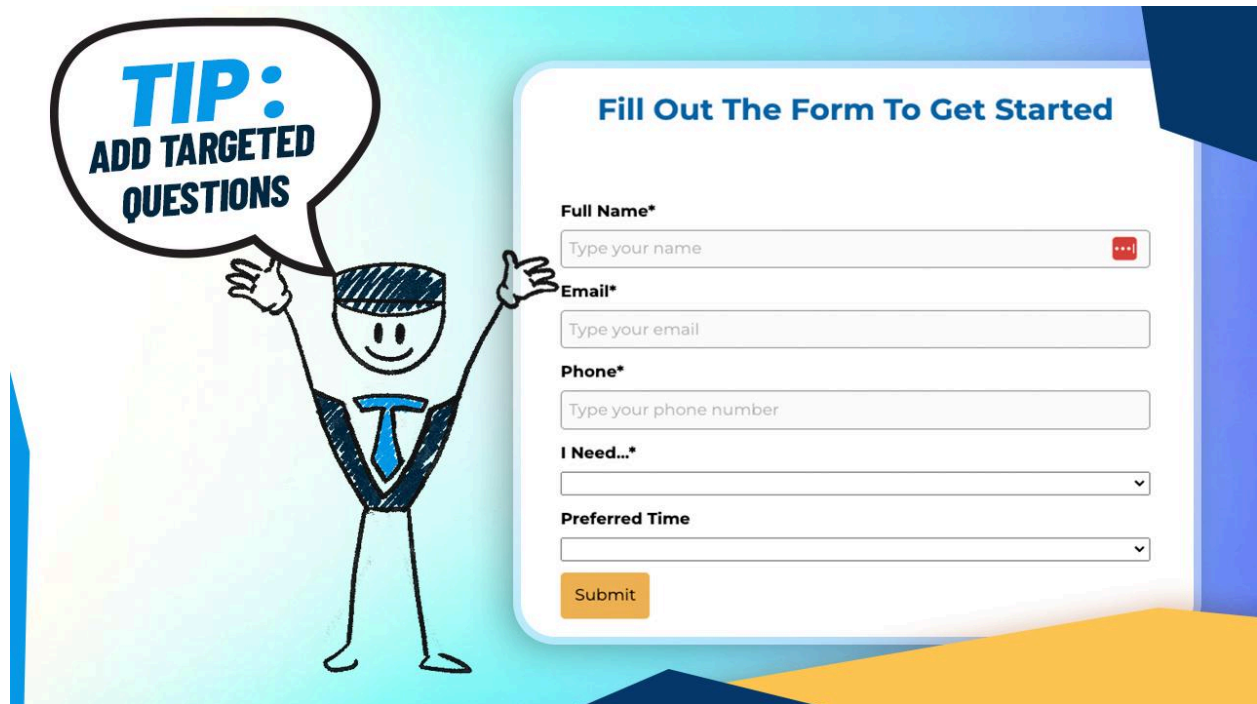 TIP:
ADD TARGETED
QUESTIONS
Fill Out The Form To Get Started
Full Name*
Type your name
Email*
Type your email
Phone*
Type your phone number
I Need...*
Preferred Time
Submit